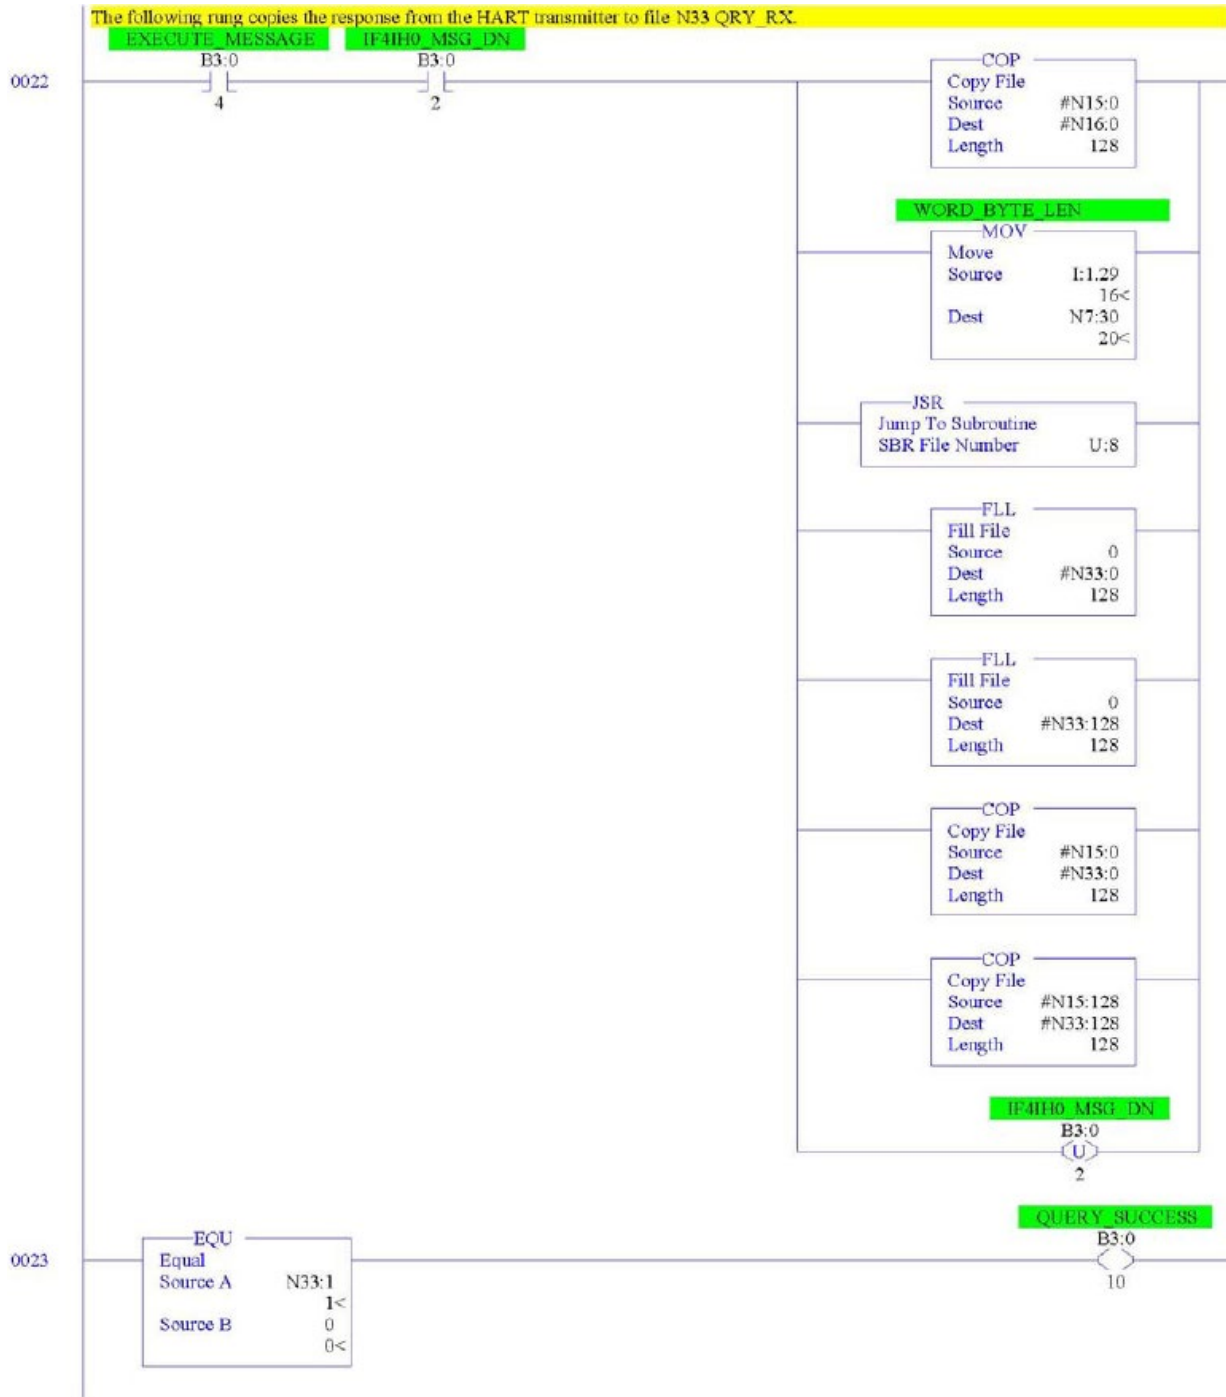 The following rung copies the response from the HART transmitter to file N33 QRY_RX.
EXECUTE_MESSAGE IF4IH0_MSG_DN
B3:0 B3:0
0022
4 2
COP
Copy File
Source #N15:0
Dest #N16:0
Length 128
WORD_BYTE_LEN
MOV
Move
Source I:1.29
16<
Dest N7:30
20<
JSR
Jump To Subroutine
SBR File Number U:8
FLL
Fill File
Source 0
Dest #N33:0
Length 128
FLL
Fill File
Source 0
Dest #N33:128
Length 128
COP
Copy File
Source #N15:0
Dest #N33:0
Length 128
COP
Copy File
Source #N15:128
Dest #N33:128
Length 128
IF4IH0_MSG_DN
B3:0
U
2
QUERY_SUCCESS
B3:0
10
0023
EQU
Equal
Source A N33:1
1<
Source B 0
0<